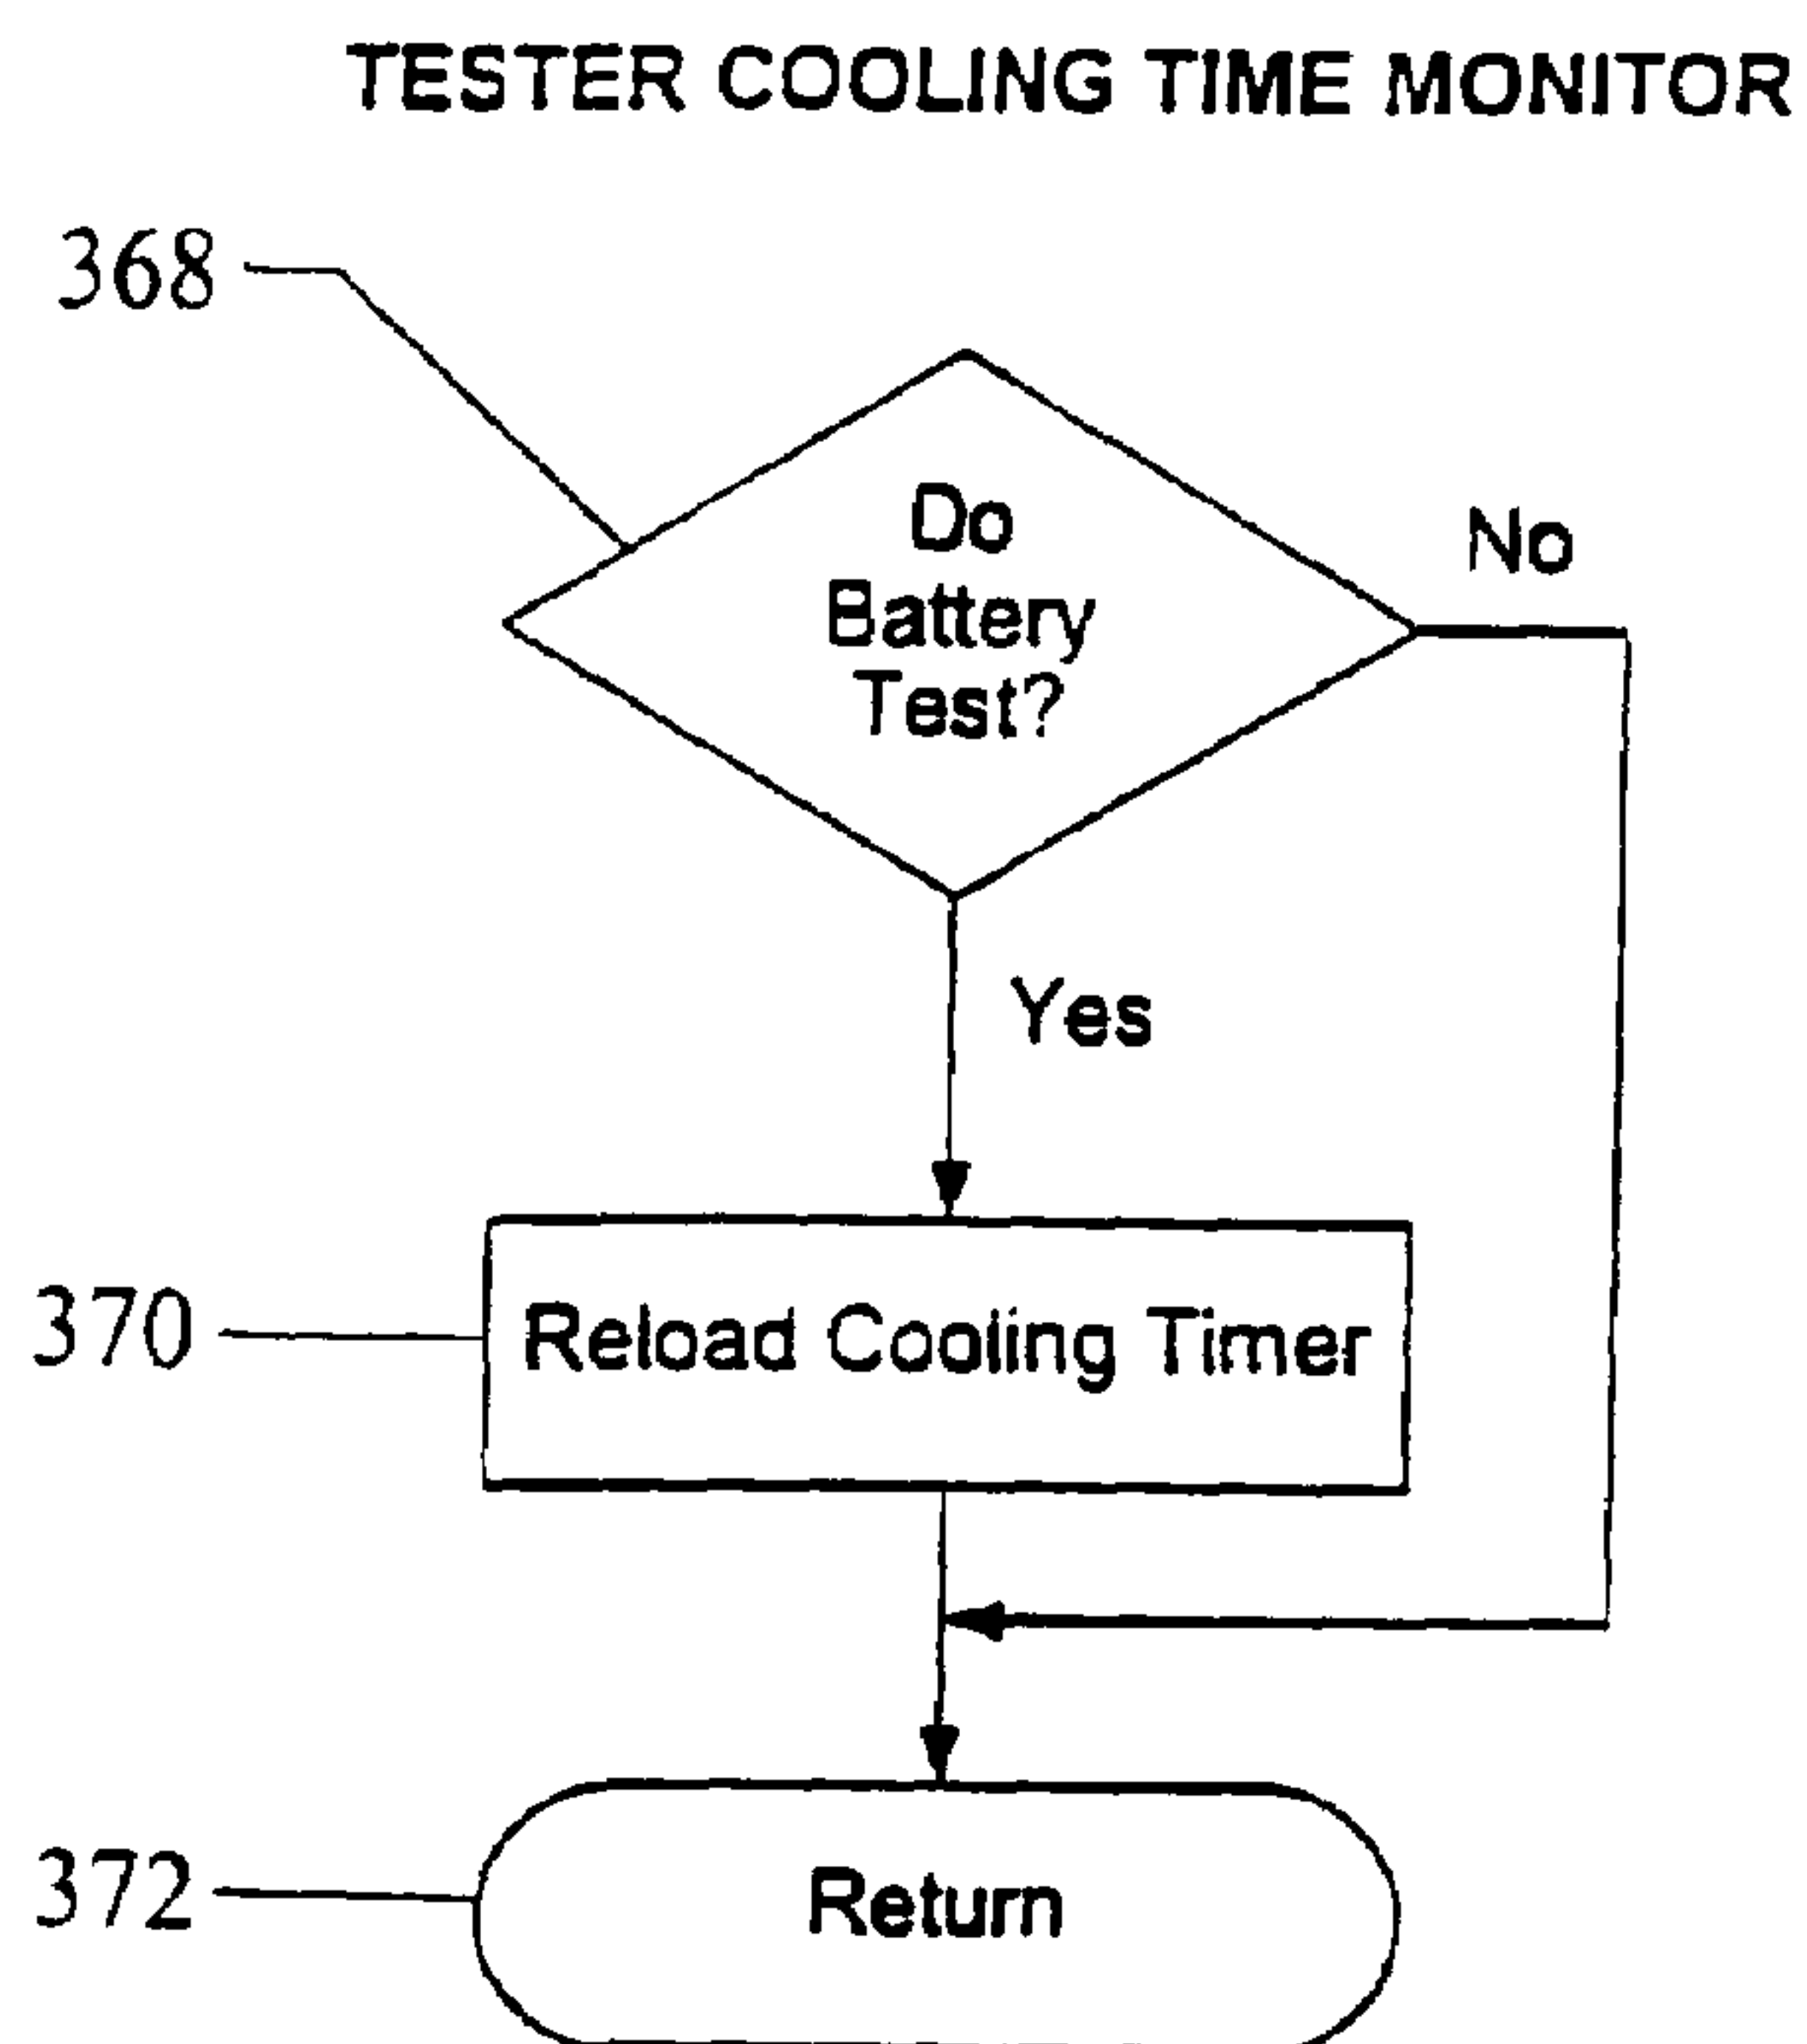 TESTER COOLING TIME MONITOR
368
Do
Battery
Test?
No
Yes
370
Reload Cooling Timer
372
Return